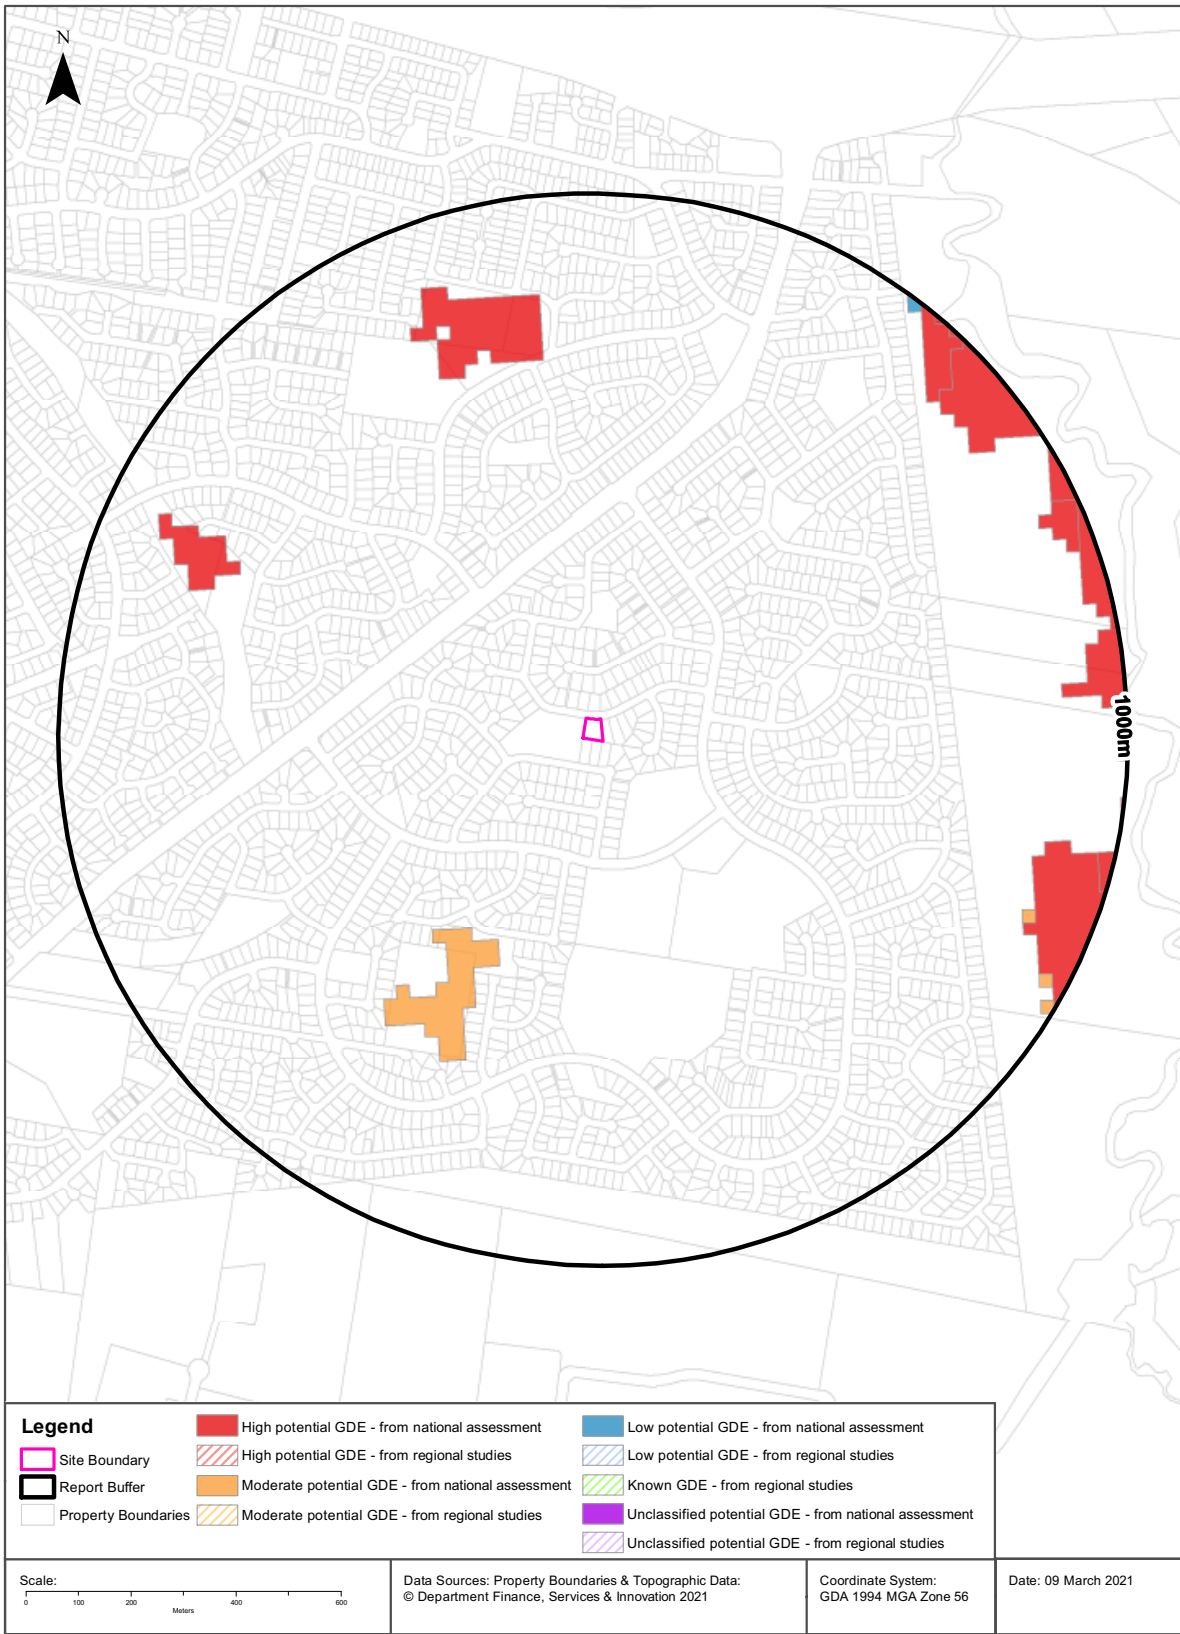 N
1000m
Legend
Site Boundary
Report Buffer
Property Boundaries
High potential GDE - from national assessment
High potential GDE - from regional studies
Moderate potential GDE - from national assessment
Moderate potential GDE - from regional studies
Low potential GDE - from national assessment
Low potential GDE - from regional studies
Known GDE - from regional studies
Unclassified potential GDE - from national assessment
Unclassified potential GDE - from regional studies
Scale:
0 100 200 400 600
Meters
Data Sources: Property Boundaries & Topographic Data:
© Department Finance, Services & Innovation 2021
Coordinate System:
GDA 1994 MGA Zone 56
Date: 09 March 2021